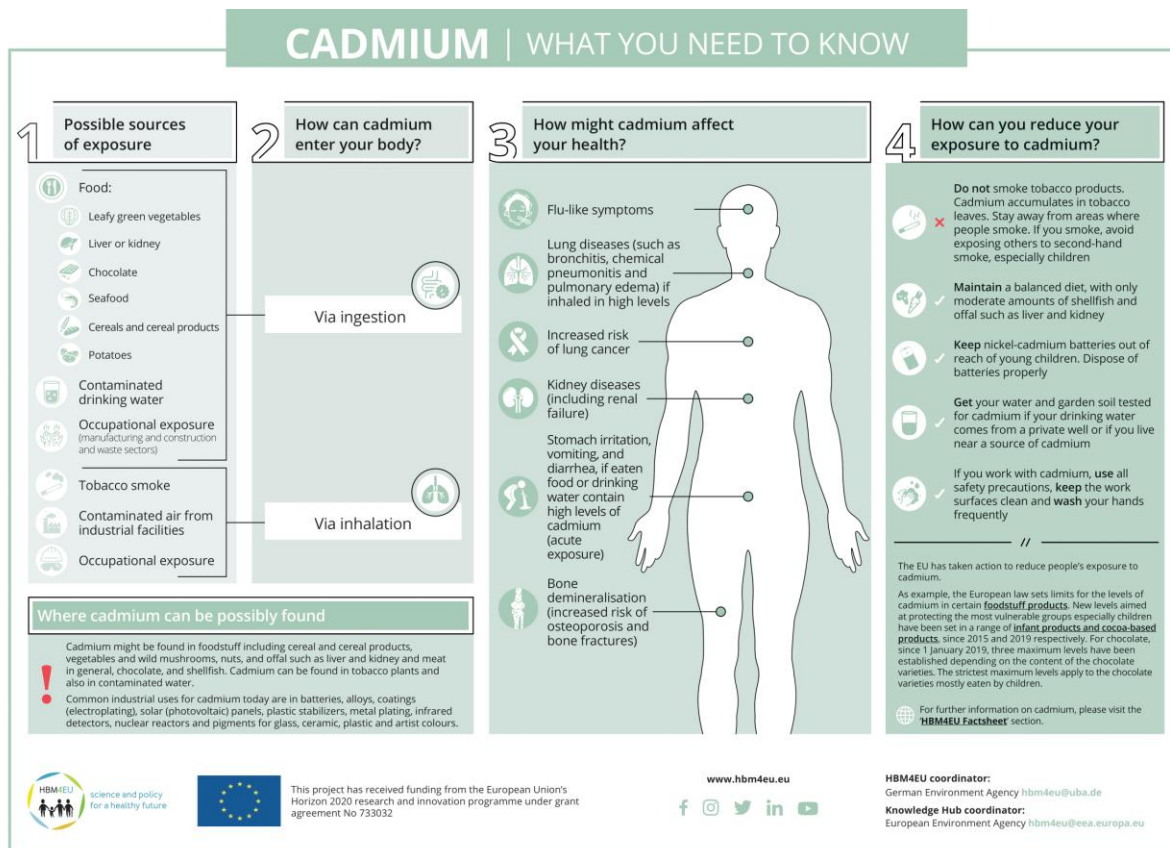 CADMIUM | WHAT YOU NEED TO KNOW
1
Possible sources
of exposure
Food:
Leafy green vegetables
Liver or kidney
Chocolate
Seafood
Cereals and cereal products
Potatoes
Contaminated
drinking water
Occupational exposure
(manufacturing and construction
and waste sectors)
Tobacco smoke
Contaminated air from
industrial facilities
Occupational exposure
2
How can cadmium
enter your body?
Via ingestion
Via inhalation
Where cadmium can be possibly found
Cadmium might be found in foodstuff including cereal and cereal products,
vegetables and wild mushrooms, nuts, and offal such as liver and kidney and meat
in general, chocolate, and shellfish. Cadmium can be found in tobacco plants and
also in contaminated water.
Common industrial uses for cadmium today are in batteries, alloys, coatings
(electroplating), solar (photovoltaic) panels, plastic stabilizers, metal plating, infrared
detectors, nuclear reactors and pigments for glass, ceramic, plastic and artist colours.
3
How might cadmium affect
your health?
Flu-like symptoms
Lung diseases (such as
bronchitis, chemical
pneumonitis and
pulmonary edema) if
inhaled in high levels
Increased risk
of lung cancer
Kidney diseases
(including renal
failure)
Stomach irritation,
vomiting, and
diarrhea, if eaten
food or drinking
water contain
high levels of
cadmium
(acute
exposure)
Bone
demineralisation
(increased risk of
osteoporosis and
bone fractures)
4
How can you reduce your
exposure to cadmium?
Do not smoke tobacco products.
Cadmium accumulates in tobacco
leaves. Stay away from areas where
people smoke. If you smoke, avoid
exposing others to second-hand
smoke, especially children
Maintain a balanced diet, with only
moderate amounts of shellfish and
offal such as liver and kidney
Keep nickel-cadmium batteries out of
reach of young children. Dispose of
batteries properly
Get your water and garden soil tested
for cadmium if your drinking water
comes from a private well or if you live
near a source of cadmium
If you work with cadmium, use all
safety precautions, keep the work
surfaces clean and wash your hands
frequently
//
The EU has taken action to reduce people's exposure to
cadmium.
As example, the European law sets limits for the levels of
cadmium in certain foodstuff products. New levels aimed
at protecting the most vulnerable groups especially children
have been set in a range of infant products and cocoa-based
products, since 2015 and 2019 respectively. For chocolate,
since 1 January 2019, three maximum levels have been
established depending on the content of the chocolate
varieties. The strictest maximum levels apply to the chocolate
varieties mostly eaten by children.
For further information on cadmium, please visit the
'HBM4EU Factsheet' section.
HBM4EU
science and policy
for a healthy future
This project has received funding from the European Union's
Horizon 2020 research and innovation programme under grant
agreement No 733032
www.hbm4eu.eu
HBM4EU coordinator:
German Environment Agency hbm4eu@uba.de
Knowledge Hub coordinator:
European Environment Agency hbm4eu@eea.europa.eu